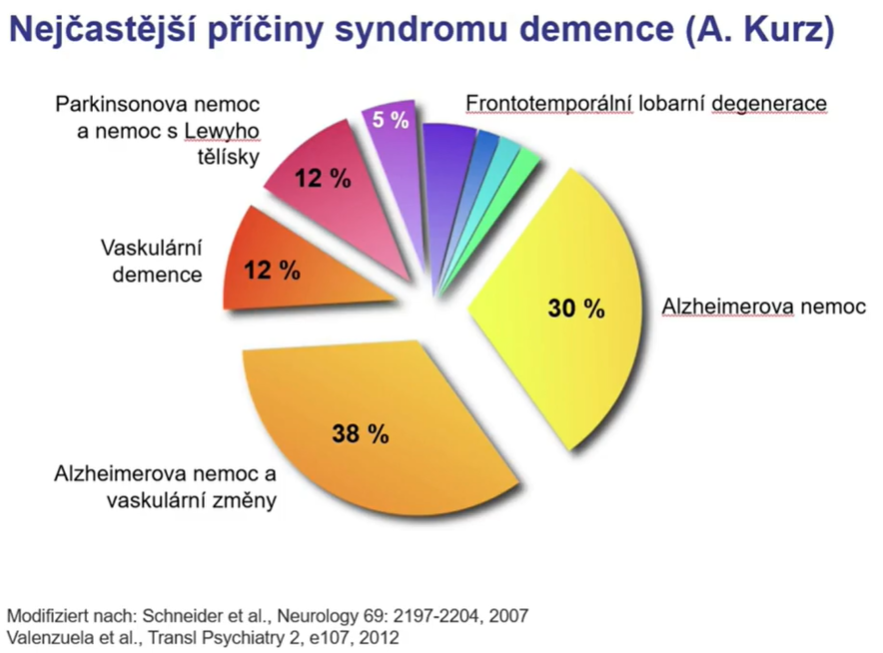 Nejčastější příčiny syndromu demence (A. Kurz)
Parkinsonova nemoc
a nemoc s Lewyho
tělísky
12 %
5 %
Frontotemporální lobarní degenerace
Vaskulární
demence
12 %
30 %
Alzheimerova nemoc
38 %
Alzheimerova nemoc a
vaskulární změny
Modifiziert nach: Schneider et al., Neurology 69: 2197-2204, 2007
Valenzuela et al., Transl Psychiatry 2, e107, 2012